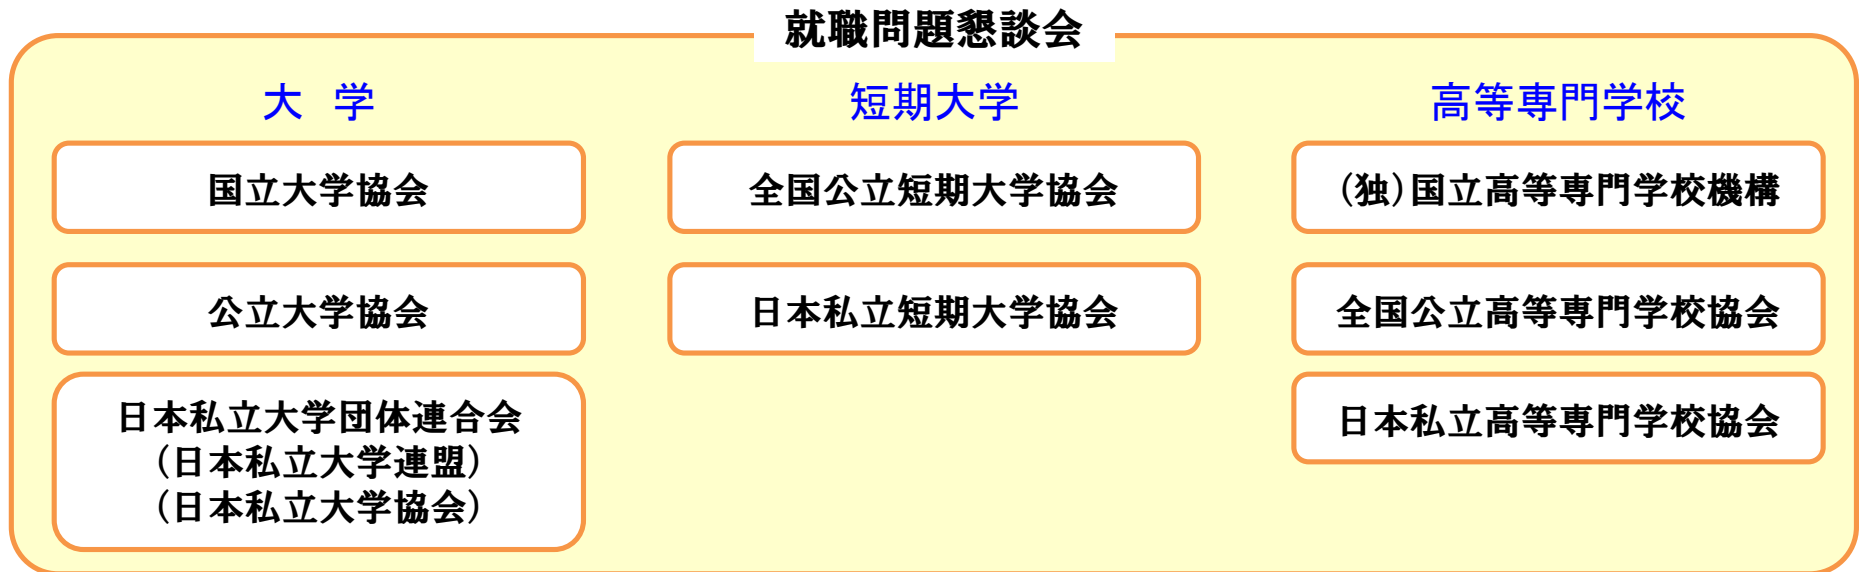 就職問題懇談会
大　学
国立大学協会
公立大学協会
日本私立大学団体連合会
（日本私立大学連盟）
（日本私立大学協会）
短期大学
全国公立短期大学協会
日本私立短期大学協会
高等専門学校
（独）国立高等専門学校機構
全国公立高等専門学校協会
日本私立高等専門学校協会